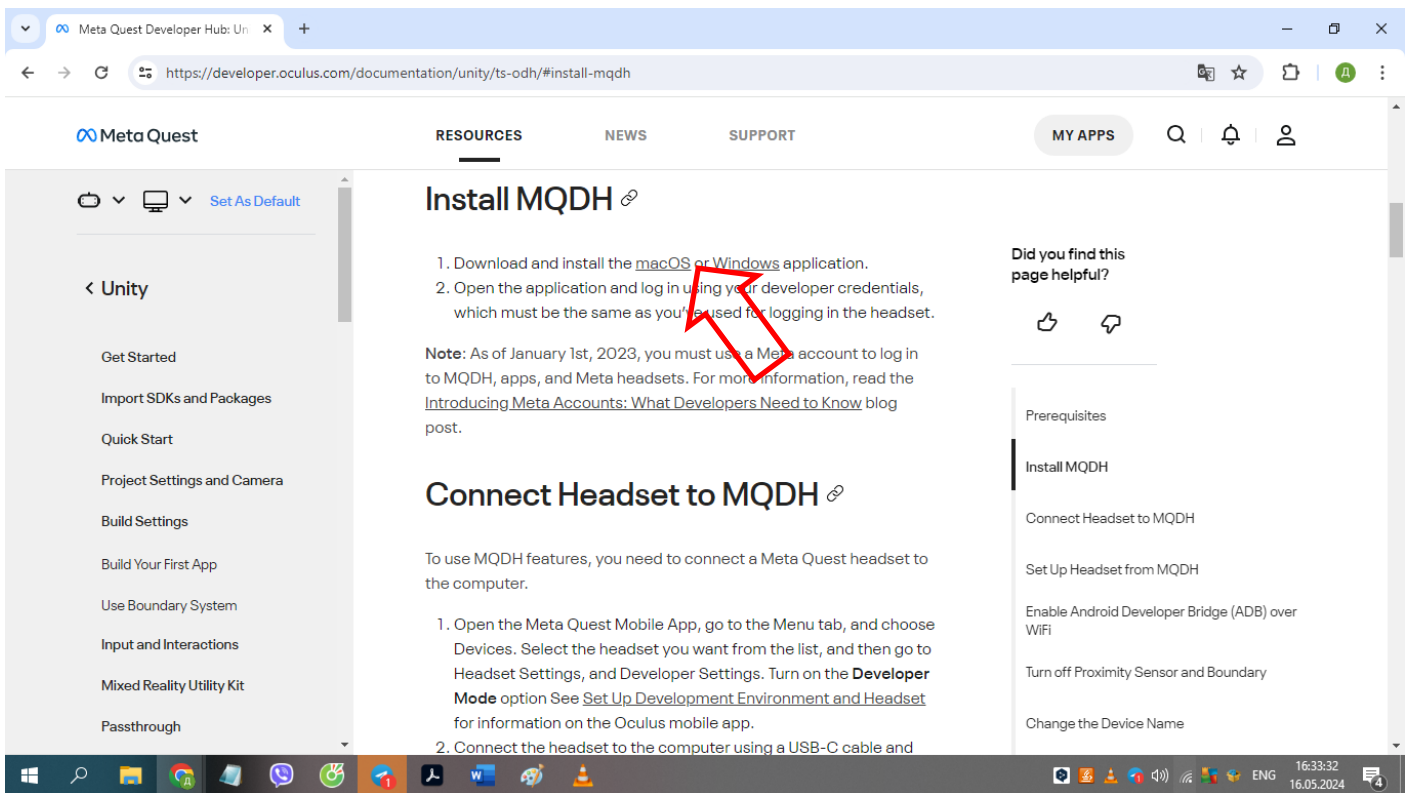 Meta Quest Developer Hub: Un
https://developer.oculus.com/documentation/unity/ts-odh/#install-mqdh
Д
Meta Quest
RESOURCES
NEWS
SUPPORT
MY APPS
Set As Default
Unity
Get Started
Import SDKs and Packages
Quick Start
Project Settings and Camera
Build Settings
Build Your First App
Use Boundary System
Input and Interactions
Mixed Reality Utility Kit
Passthrough
Install MQDH
1. Download and install the macOS or Windows application.
2. Open the application and log in using your developer credentials,
which must be the same as you've used for logging in the headset.
Note: As of January 1st, 2023, you must use a Meta account to log in
to MQDH, apps, and Meta headsets. For more information, read the
Introducing Meta Accounts: What Developers Need to Know blog
post.
Connect Headset to MQDH
To use MQDH features, you need to connect a Meta Quest headset to
the computer.
1. Open the Meta Quest Mobile App, go to the Menu tab, and choose
Devices. Select the headset you want from the list, and then go to
Headset Settings, and Developer Settings. Turn on the Developer
Mode option See Set Up Development Environment and Headset
for information on the Oculus mobile app.
2. Connect the headset to the computer using a USB-C cable and
Did you find this
page helpful?
Prerequisites
Install MQDH
Connect Headset to MQDH
Set Up Headset from MQDH
Enable Android Developer Bridge (ADB) over
WiFi
Turn off Proximity Sensor and Boundary
Change the Device Name
ENG
16:33:32
16.05.2024
4